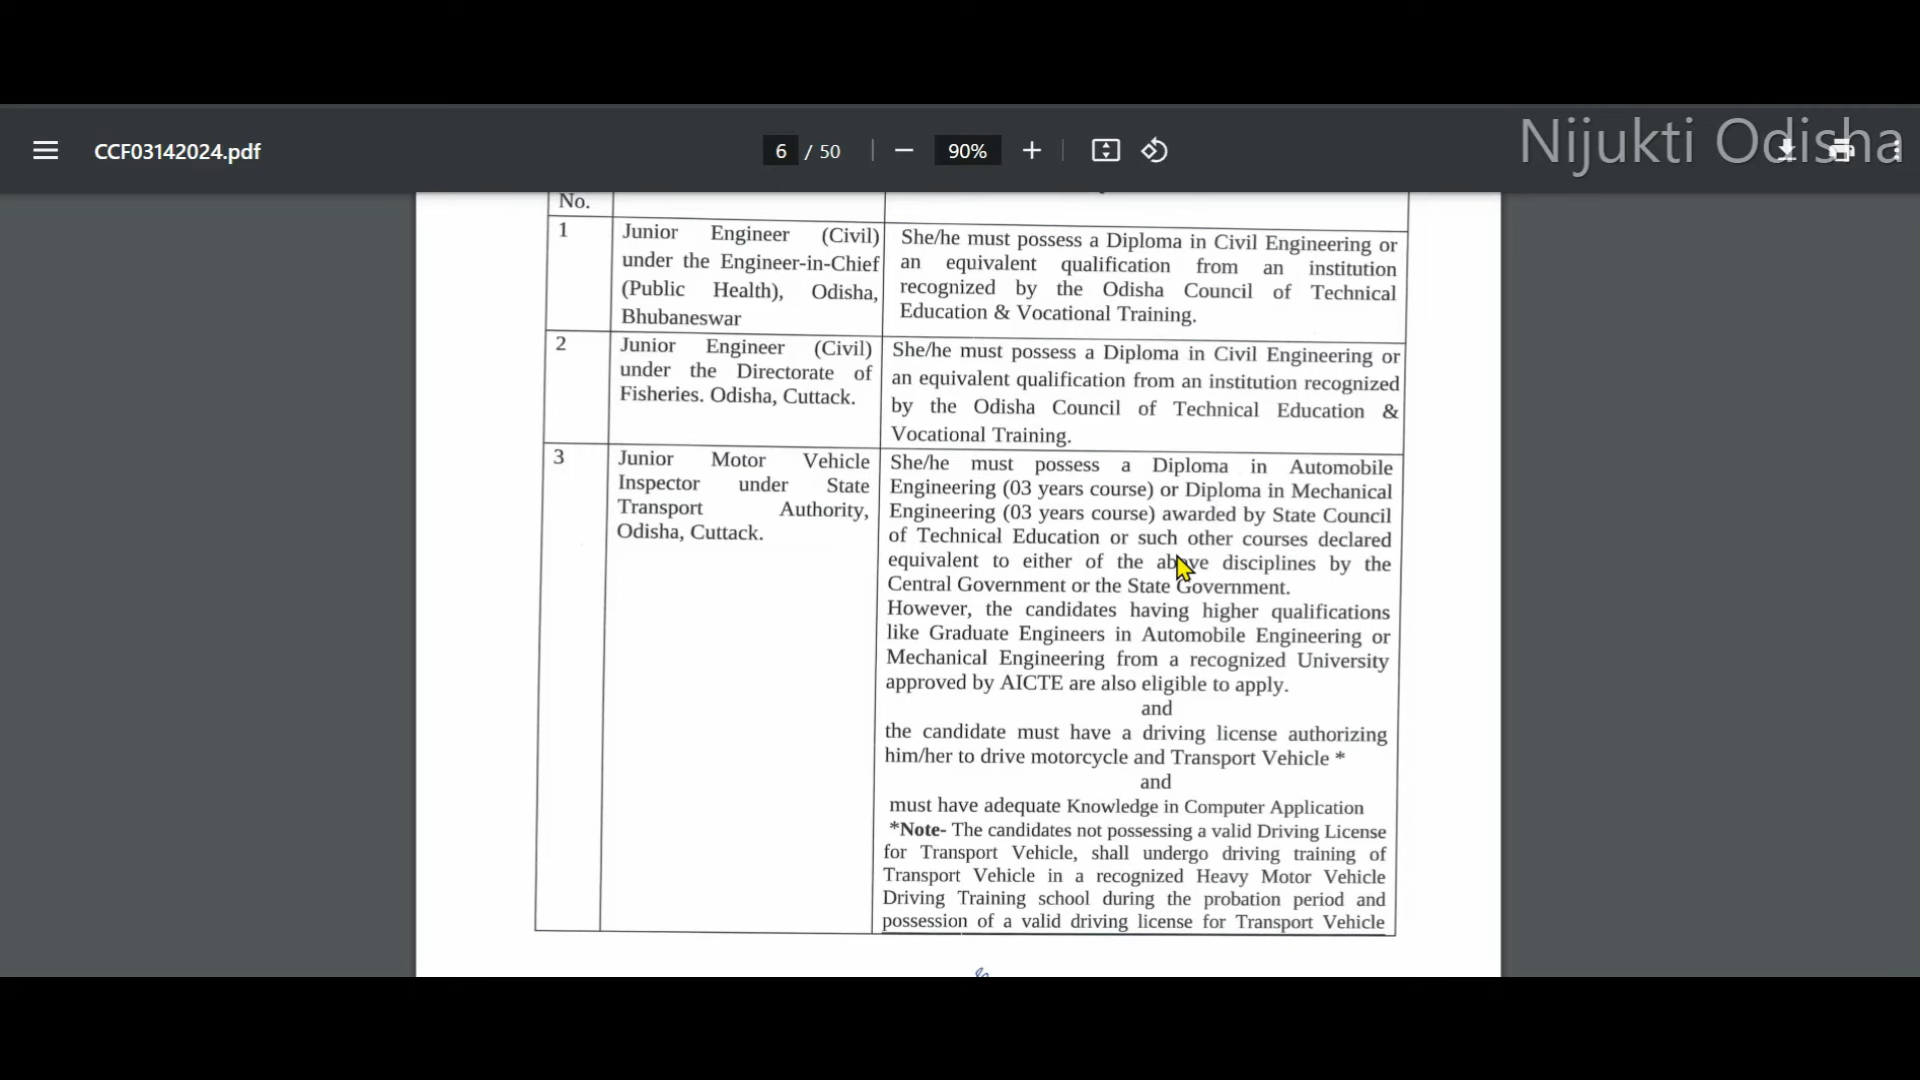 Nijukti Odisha
CCF03142024.pdf
6 / 50
90%
No.
1
Junior Engineer (Civil)
under the Engineer-in-Chief
(Public Health), Odisha,
Bhubaneswar
She/he must possess a Diploma in Civil Engineering or
an equivalent qualification from an institution
recognized by the Odisha Council of Technical
Education & Vocational Training.
2
Junior Engineer (Civil)
under the Directorate of
Fisheries. Odisha, Cuttack.
She/he must possess a Diploma in Civil Engineering or
an equivalent qualification from an institution recognized
by the Odisha Council of Technical Education &
Vocational Training.
3
Junior Motor Vehicle
Inspector under State
Transport Authority,
Odisha, Cuttack.
She/he must possess a Diploma in Automobile
Engineering (03 years course) or Diploma in Mechanical
Engineering (03 years course) awarded by State Council
of Technical Education or such other courses declared
equivalent to either of the above disciplines by the
Central Government or the State Government.
However, the candidates having higher qualifications
like Graduate Engineers in Automobile Engineering or
Mechanical Engineering from a recognized University
approved by AICTE are also eligible to apply.
and
the candidate must have a driving license authorizing
him/her to drive motorcycle and Transport Vehicle *
and
must have adequate Knowledge in Computer Application
*Note- The candidates not possessing a valid Driving License
for Transport Vehicle, shall undergo driving training of
Transport Vehicle in a recognized Heavy Motor Vehicle
Driving Training school during the probation period and
possession of a valid driving license for Transport Vehicle